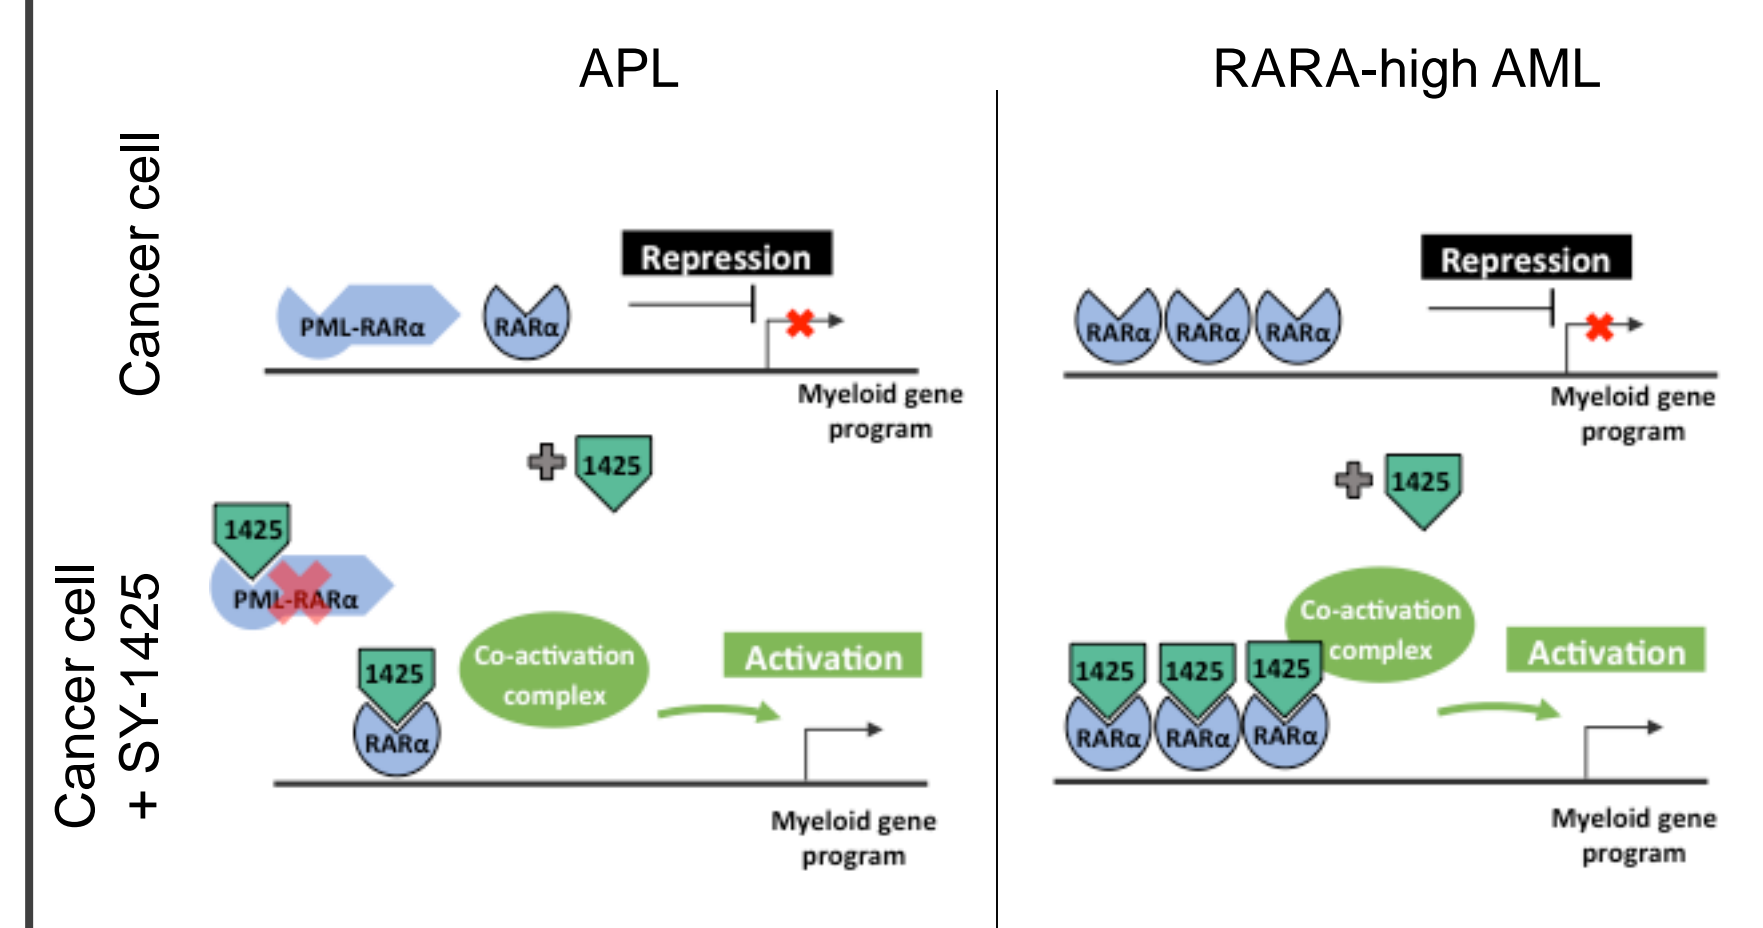 APL
RARA-high AML
Cancer cell
Repression
PML-RARα
RARα
Myeloid gene
program
1425
Repression
RARα
RARα
RARα
Myeloid gene
program
1425
Cancer cell
+ SY-1425
1425
PML-RARα
1425
RARα
Co-activation
complex
Activation
Myeloid gene
program
1425
1425
1425
RARα
RARα
RARα
Co-activation
complex
Activation
Myeloid gene
program